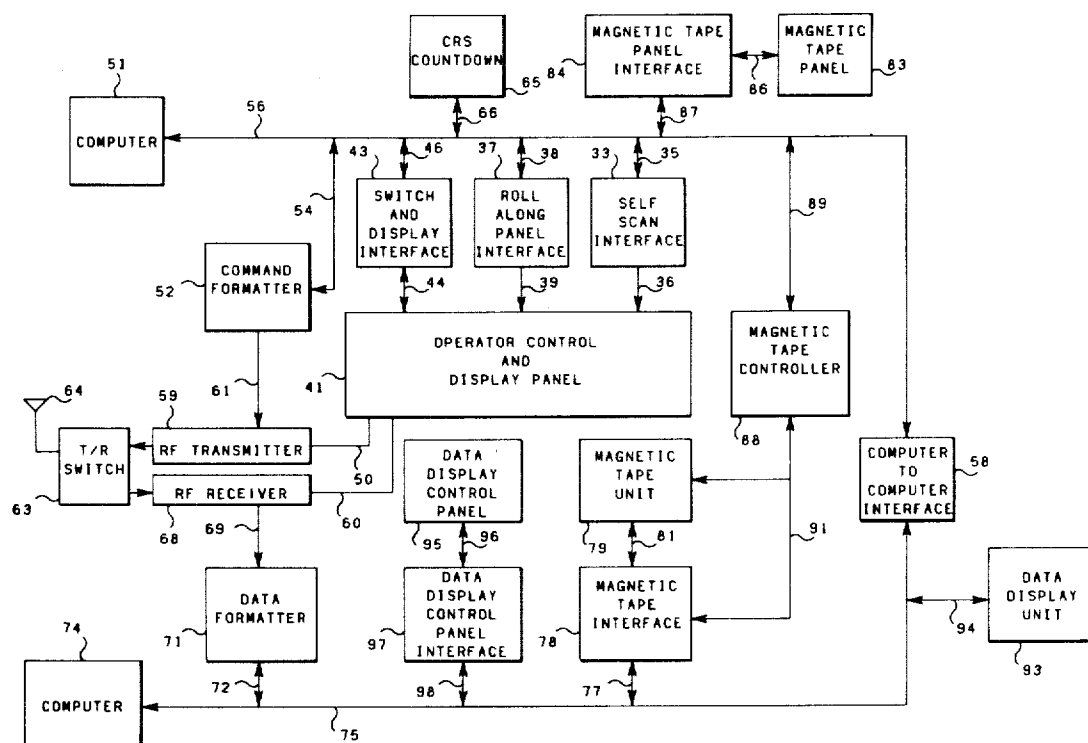 CRS
COUNTDOWN
65
66
MAGNETIC TAPE
PANEL
INTERFACE
84
86
87
MAGNETIC
TAPE PANEL
83
51
COMPUTER
56
54
43
46
SWITCH
AND
DISPLAY
INTERFACE
44
37
38
ROLL
ALONG
PANEL
INTERFACE
39
33
35
SELF
SCAN
INTERFACE
36
89
COMMAND
FORMATTER
52
61
OPERATOR CONTROL
AND
DISPLAY PANEL
41
MAGNETIC
TAPE
CONTROLLER
88
64
59
T/R
SWITCH
63
RF TRANSMITTER
50
RF RECEIVER
68
69
60
DATA
DISPLAY
CONTROL
PANEL
95
96
MAGNETIC
TAPE
UNIT
79
81
91
COMPUTER
TO
COMPUTER
INTERFACE
58
DATA
FORMATTER
71
72
DATA
DISPLAY
CONTROL
PANEL
INTERFACE
97
98
MAGNETIC
TAPE
INTERFACE
78
77
DATA
DISPLAY
UNIT
93
94
74
COMPUTER
75